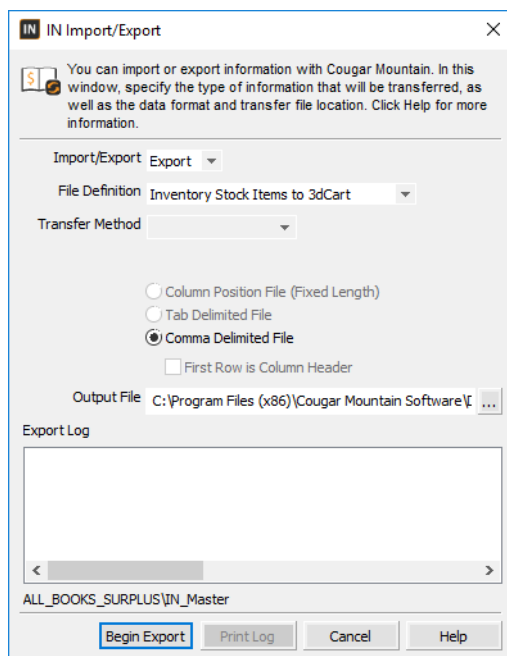 IN IN Import/Export
You can import or export information with Cougar Mountain. In this
window, specify the type of information that will be transferred, as
well as the data format and transfer file location. Click Help for more
information.
Import/Export Export
File Definition Inventory Stock Items to 3dCart
Transfer Method
Column Position File (Fixed Length)
Tab Delimited File
Comma Delimited File
First Row is Column Header
Output File C:\Program Files (x86)\Cougar Mountain Software\ ...
Export Log
ALL_BOOKS_SURPLUS\IN_Master
Begin Export Print Log Cancel Help